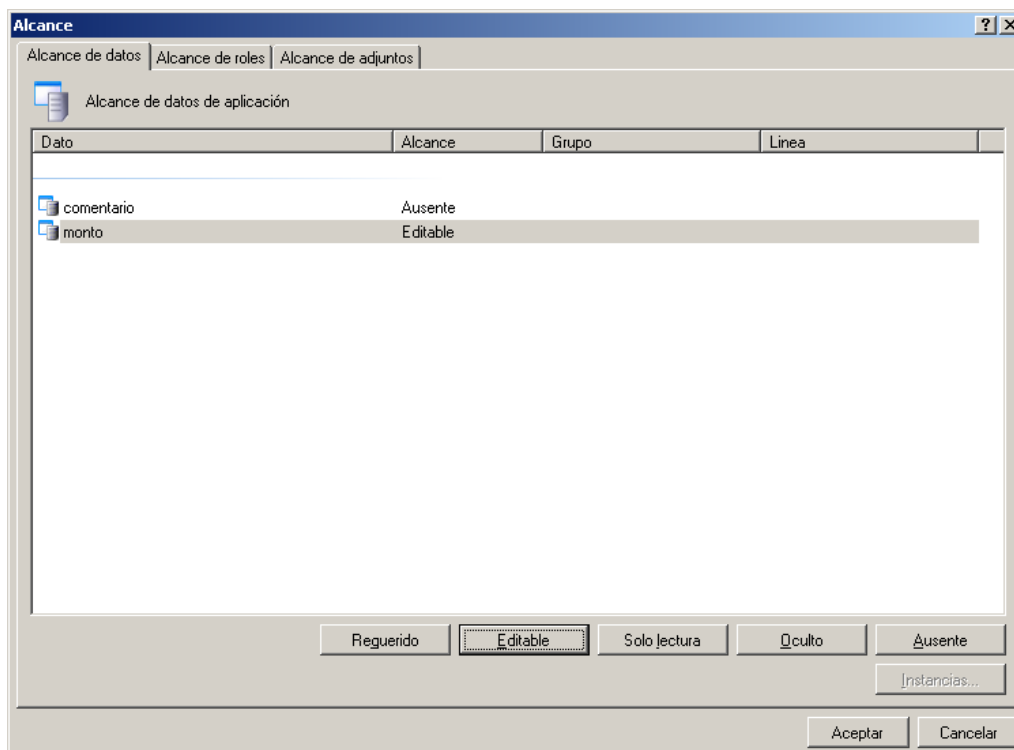 Alcance
Alcance de datos Alcance de roles Alcance de adjuntos
Alcance de datos de aplicación
Dato Alcance Grupo Linea
comentario Ausente
monto Editable
Requerido Editable Solo lectura Oculto Ausente
Instancias...
Aceptar Cancelar